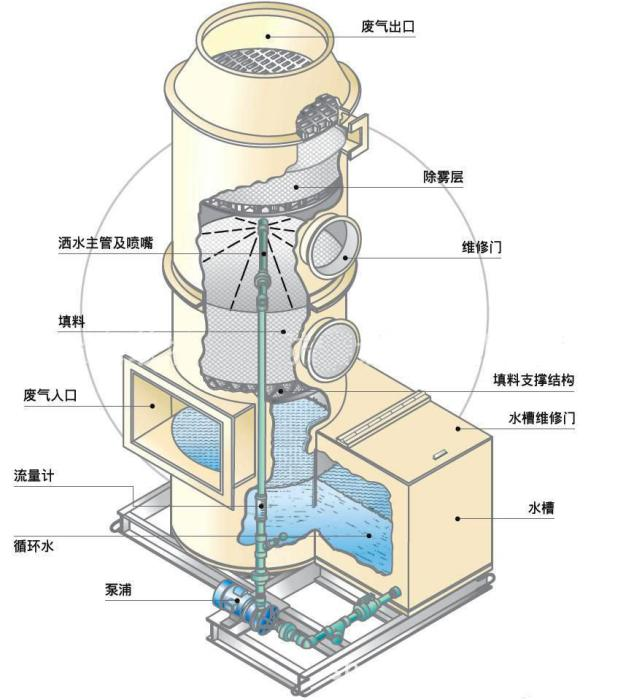 废气出口
除雾层
洒水主管及喷嘴
维修门
填料
填料支撑结构
废气入口
水槽维修门
流量计
水槽
循环水
泵浦